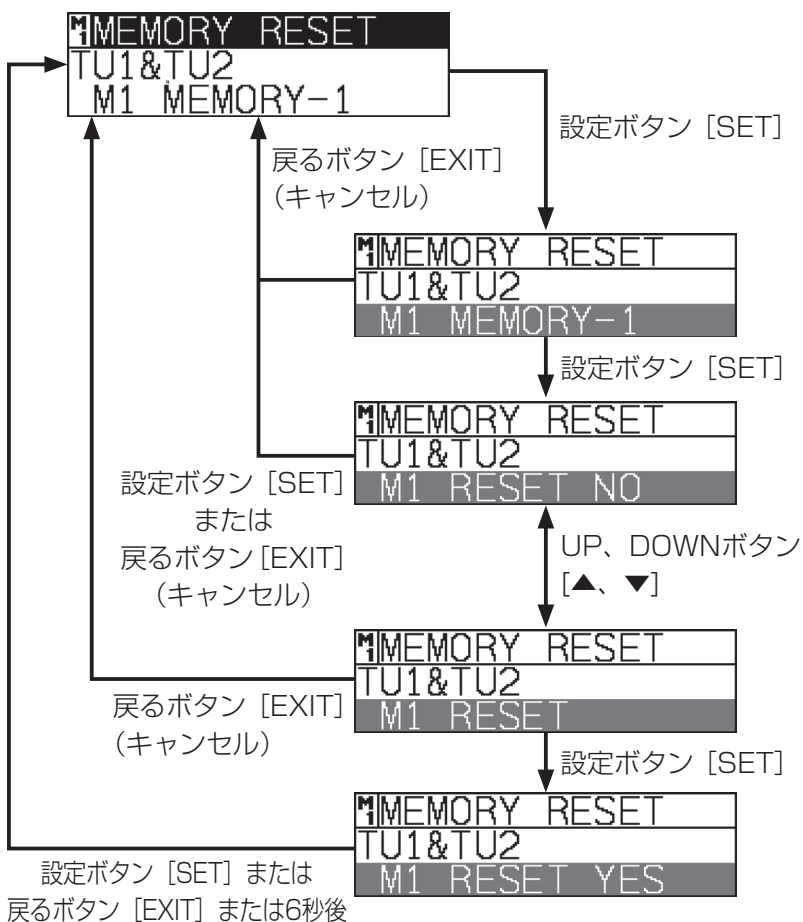 M1 MEMORY RESET
TU1&TU2
M1 MEMORY-1
設定ボタン [SET]
戻るボタン [EXIT]
(キャンセル)
M1 MEMORY RESET
TU1&TU2
M1 MEMORY-1
設定ボタン [SET]
M1 MEMORY RESET
TU1&TU2
M1 RESET NO
設定ボタン [SET]
または
戻るボタン[EXIT]
(キャンセル)
UP、DOWNボタン
[▲、▼]
M1 MEMORY RESET
TU1&TU2
M1 RESET
戻るボタン [EXIT]
(キャンセル)
設定ボタン [SET]
M1 MEMORY RESET
TU1&TU2
M1 RESET YES
設定ボタン [SET] または
戻るボタン [EXIT] または6秒後